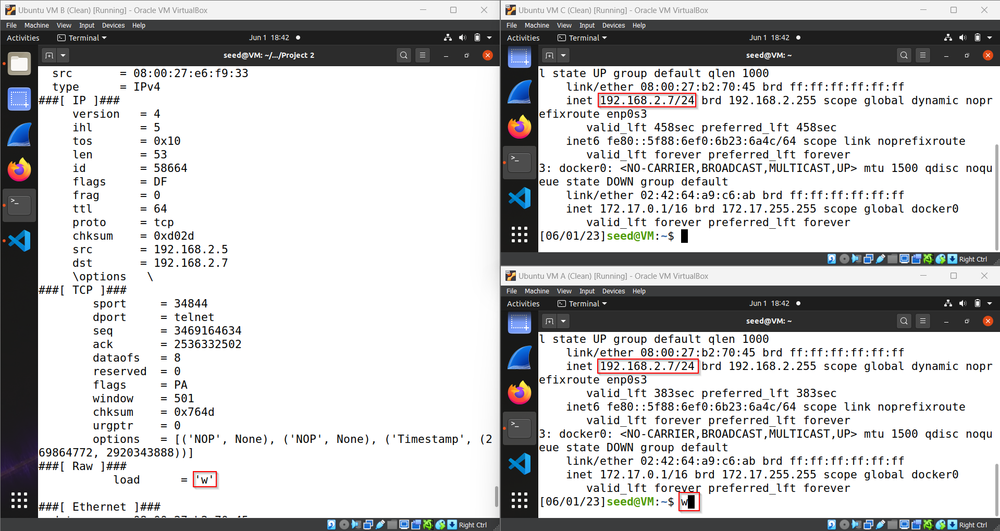 Ubuntu VM B (Clean) [Running] - Oracle VM VirtualBox
File Machine View Input Devices Help
Activities Terminal Jun 1 18:42
seed@VM: ~/.../Project 2
src = 08:00:27:e6:f9:33
type = IPv4
###[ IP ]###
version = 4
ihl = 5
tos = 0x10
len = 53
id = 58664
flags = DF
frag = 0
ttl = 64
proto = tcp
chksum = 0xd02d
src = 192.168.2.5
dst = 192.168.2.7
\options \
###[ TCP ]###
sport = 34844
dport = telnet
seq = 3469164634
ack = 2536332502
dataofs = 8
reserved = 0
flags = PA
window = 501
chksum = 0x764d
urgptr = 0
options = [('NOP', None), ('NOP', None), ('Timestamp', (2
69864772, 2920343888))]
###[ Raw ]###
load = 'w'
###[ Ethernet ]###
Right Ctrl
Ubuntu VM C (Clean) [Running] - Oracle VM VirtualBox
File Machine View Input Devices Help
Activities Terminal Jun 1 18:42
seed@VM: ~
l state UP group default qlen 1000
link/ether 08:00:27:b2:70:45 brd ff:ff:ff:ff:ff:ff
inet 192.168.2.7/24 brd 192.168.2.255 scope global dynamic nopr
efixroute enp0s3
valid_lft 458sec preferred_lft 458sec
inet6 fe80::5f88:6ef0:6b23:6a4c/64 scope link noprefixroute
valid_lft forever preferred_lft forever
3: docker0: <NO-CARRIER,BROADCAST,MULTICAST,UP> mtu 1500 qdisc noqu
eue state DOWN group default
link/ether 02:42:64:a9:c6:ab brd ff:ff:ff:ff:ff:ff
inet 172.17.0.1/16 brd 172.17.255.255 scope global docker0
valid_lft forever preferred_lft forever
[06/01/23]seed@VM:~$
Right Ctrl
Ubuntu VM A (Clean) [Running] - Oracle VM VirtualBox
File Machine View Input Devices Help
Activities Terminal Jun 1 18:42
seed@VM: ~
l state UP group default qlen 1000
link/ether 08:00:27:b2:70:45 brd ff:ff:ff:ff:ff:ff
inet 192.168.2.7/24 brd 192.168.2.255 scope global dynamic nopr
efixroute enp0s3
valid_lft 383sec preferred_lft 383sec
inet6 fe80::5f88:6ef0:6b23:6a4c/64 scope link noprefixroute
valid_lft forever preferred_lft forever
3: docker0: <NO-CARRIER,BROADCAST,MULTICAST,UP> mtu 1500 qdisc noqu
eue state DOWN group default
link/ether 02:42:64:a9:c6:ab brd ff:ff:ff:ff:ff:ff
inet 172.17.0.1/16 brd 172.17.255.255 scope global docker0
valid_lft forever preferred_lft forever
[06/01/23]seed@VM:~$ w
Right Ctrl